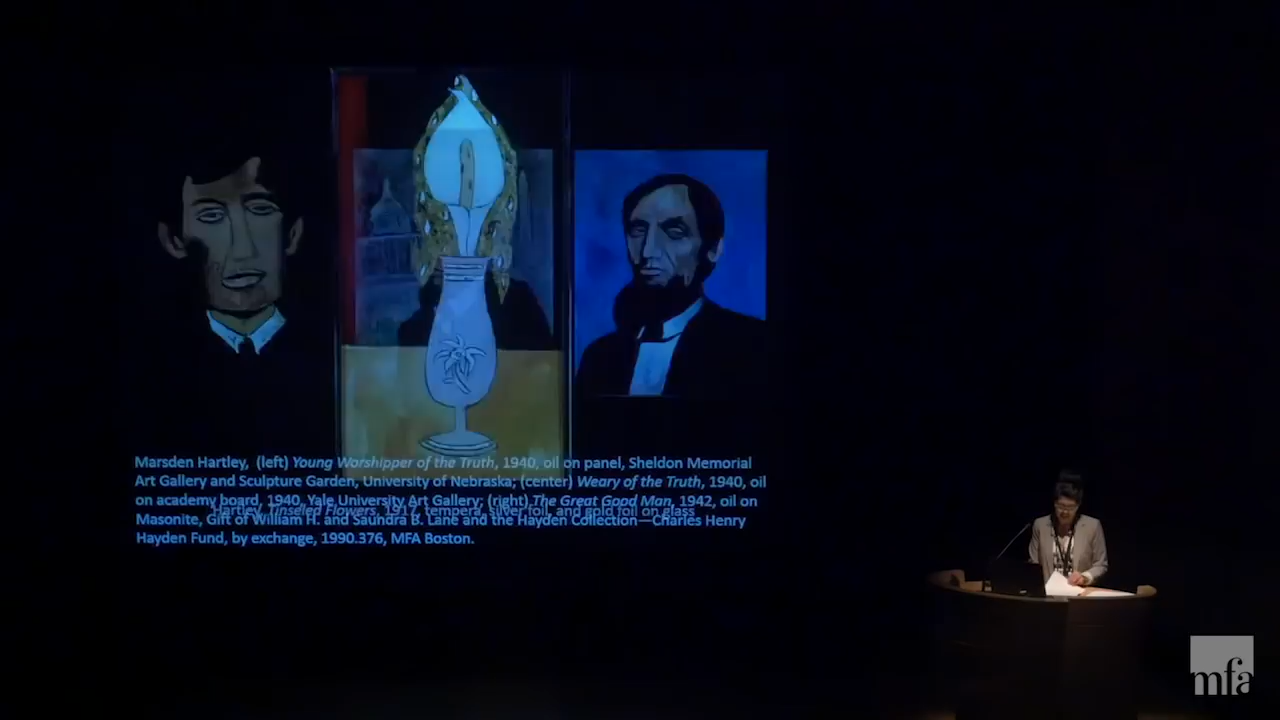 Marsden Hartley, (left) Young Worshipper of the Truth, 1940, oil on panel, Sheldon Memorial
Art Gallery and Sculpture Garden, University of Nebraska; (center) Weary of the Truth, 1940, oil
on academy board, 1940, Yale University Art Gallery; (right) The Great Good Man, 1942, oil on
Hartley, Tinseled Flowers, 1917, tempera, silver foil, and gold foil on glass
Masonite, Gift of William H. and Saundra B. Lane and the Hayden Collection—Charles Henry
Hayden Fund, by exchange, 1990.376, MFA Boston.
mfa